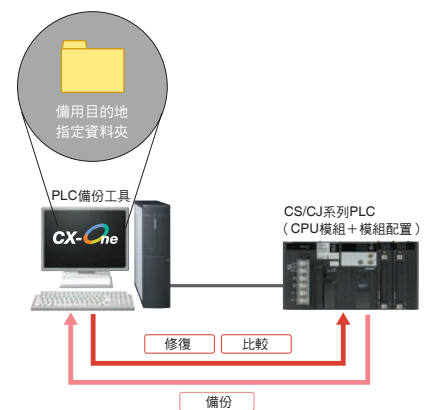 備用目的地
指定資料夾
PLC備份工具
CX-One
CS/CJ系列PLC
（CPU模組＋模組配置）
修復
比較
備份